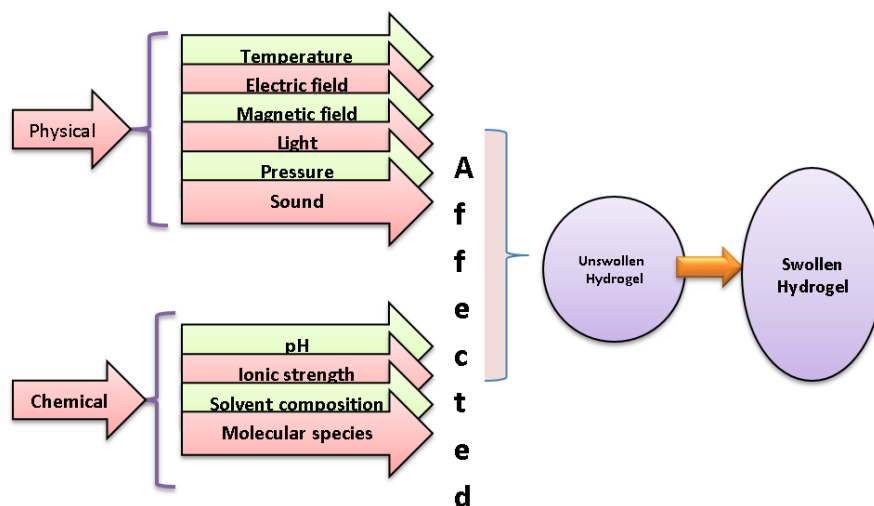 Physical
Temperature
Electric field
Magnetic field
Light
Pressure
Sound
Chemical
pH
Ionic strength
Solvent composition
Molecular species
A
f
f
e
c
t
e
d
Unswollen
Hydrogel
Swollen
Hydrogel